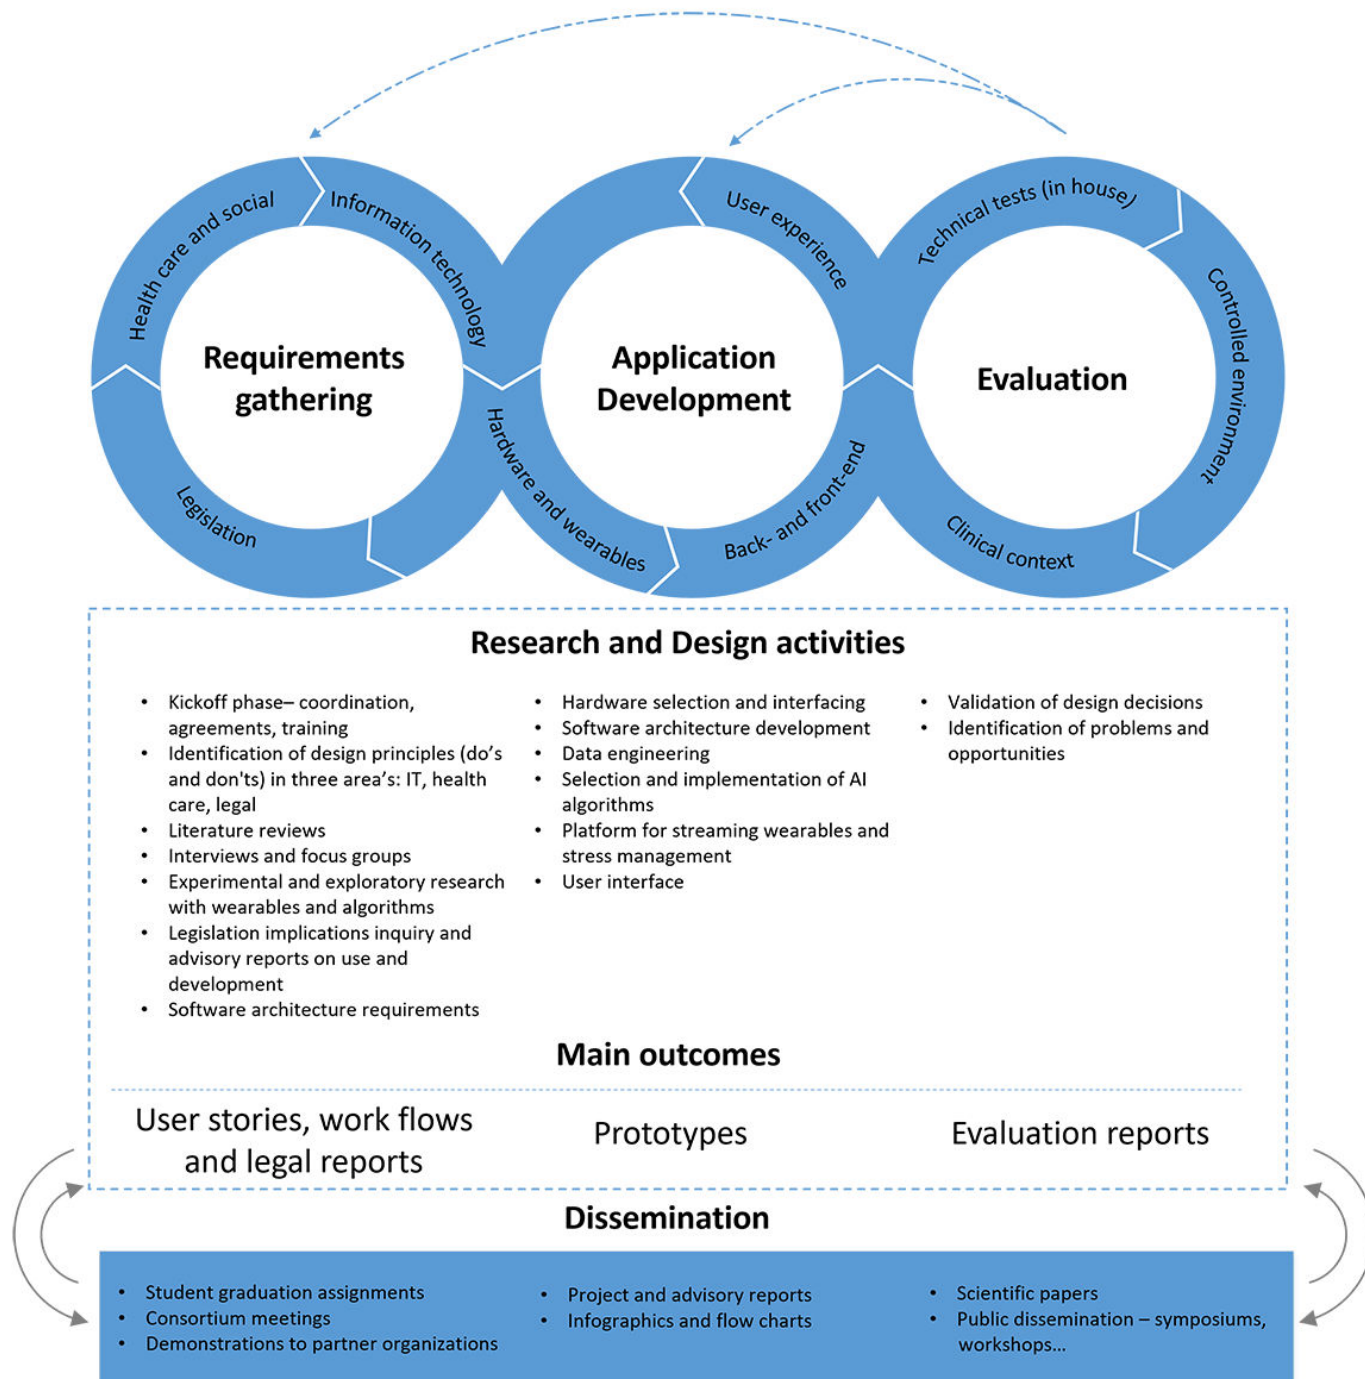 Health care and social
Information technology
Legislation
Requirements
gathering
User experience
Hardware and wearables
Back- and front-end
Application
Development
Technical tests (in house)
Controlled environment
Clinical context
Evaluation
Research and Design activities
• Kickoff phase– coordination,
agreements, training
• Identification of design principles (do’s
and don'ts) in three area’s: IT, health
care, legal
• Literature reviews
• Interviews and focus groups
• Experimental and exploratory research
with wearables and algorithms
• Legislation implications inquiry and
advisory reports on use and
development
• Software architecture requirements
• Hardware selection and interfacing
• Software architecture development
• Data engineering
• Selection and implementation of AI
algorithms
• Platform for streaming wearables and
stress management
• User interface
• Validation of design decisions
• Identification of problems and
opportunities
Main outcomes
User stories, work flows
and legal reports
Prototypes
Evaluation reports
Dissemination
• Student graduation assignments
• Consortium meetings
• Demonstrations to partner organizations
• Project and advisory reports
• Infographics and flow charts
• Scientific papers
• Public dissemination – symposiums,
workshops...